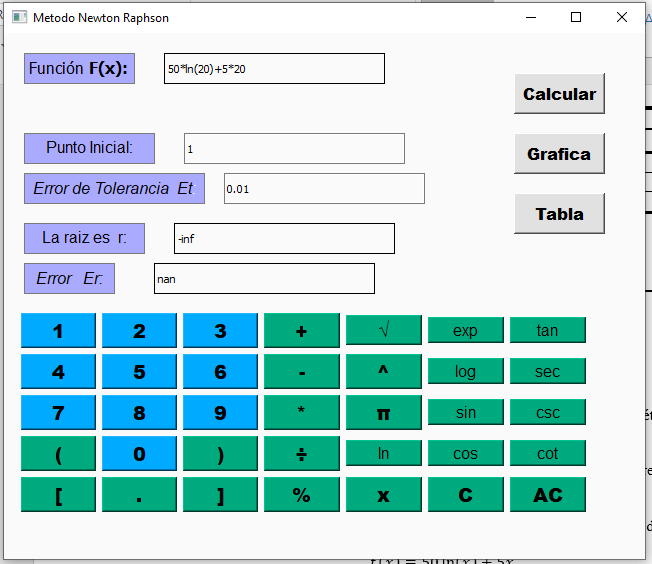 Metodo Newton Raphson
Función F(x):
50*ln(20)+5*20
Calcular
Punto Inicial:
1
Grafica
Error de Tolerancia Et
0.01
Tabla
La raiz es r:
-inf
Error Er:
nan
1 2 3 + √ exp tan
4 5 6 - ^ log sec
7 8 9 * π sin csc
( 0 ) ÷ ln cos cot
[ . ] % x C AC